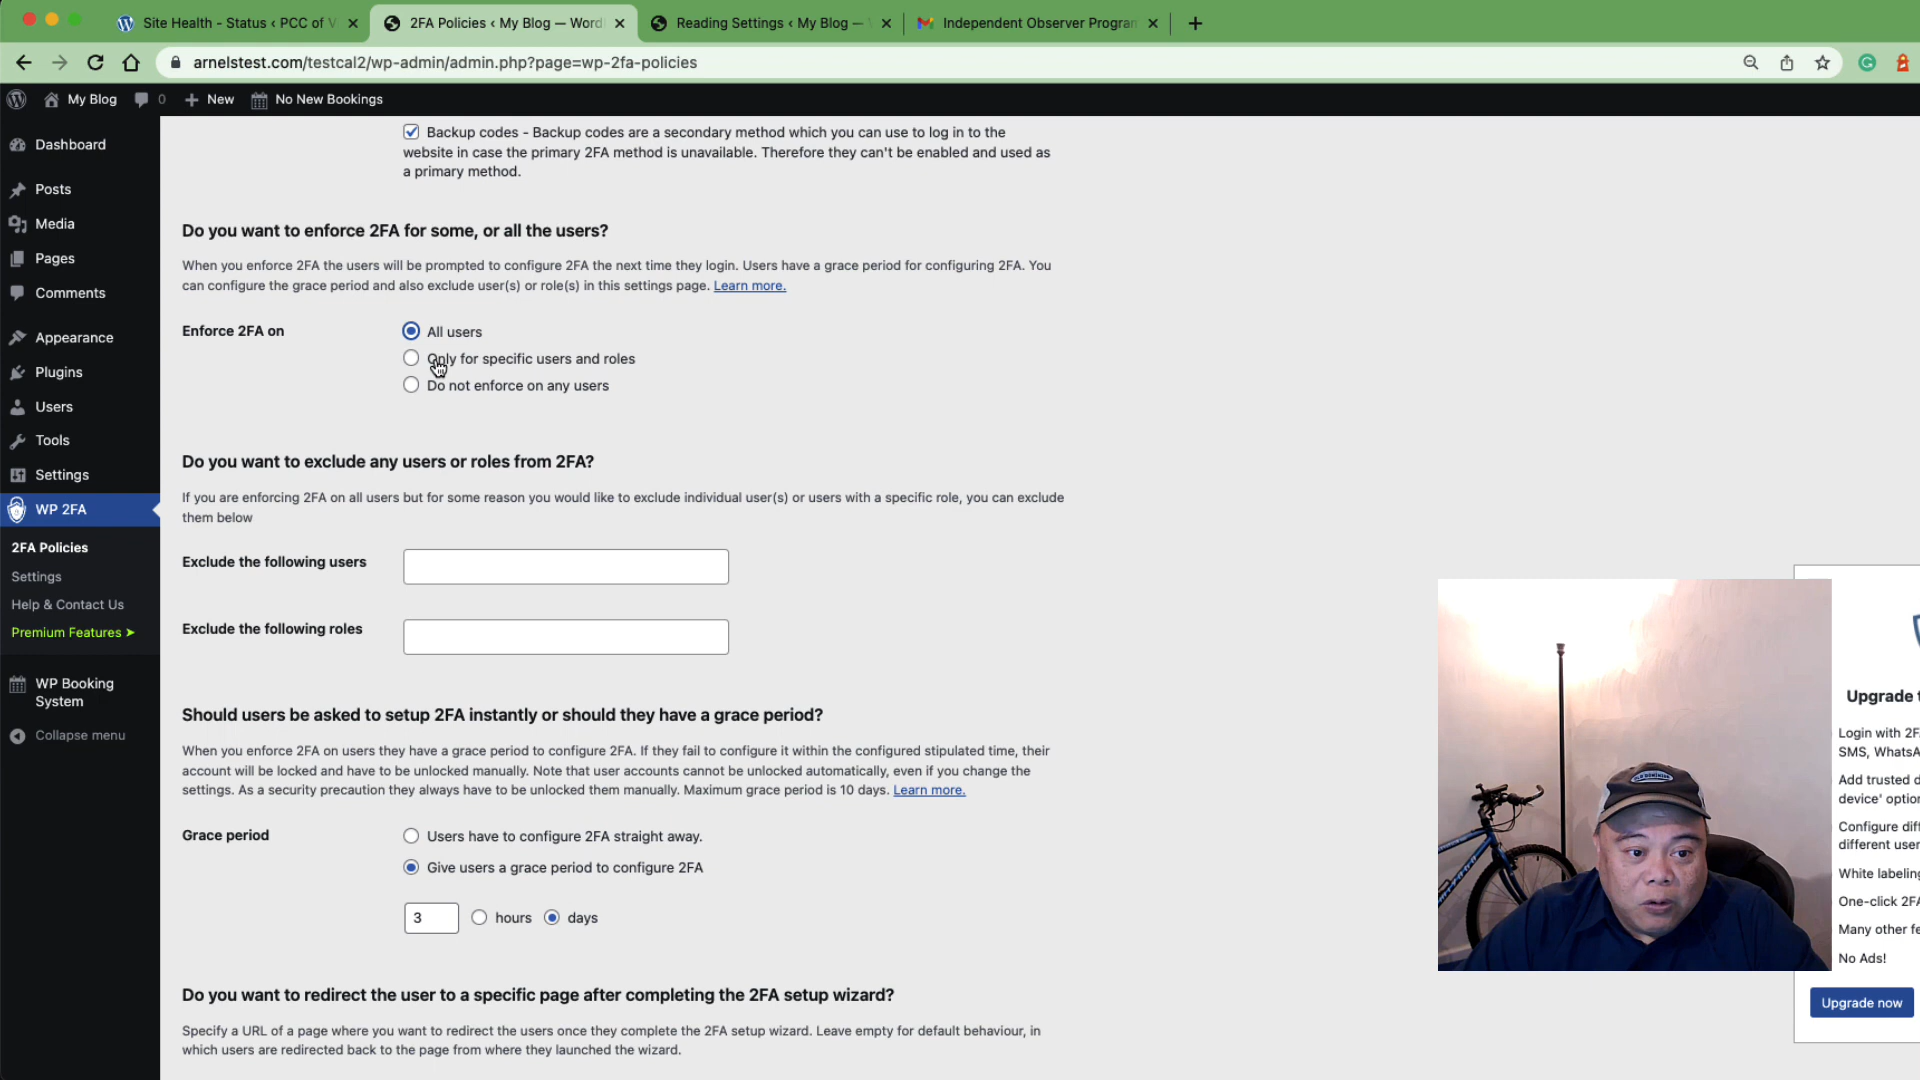 Site Health - Status ‹ PCC of V
2FA Policies ‹ My Blog — Word
Reading Settings ‹ My Blog —
Independent Observer Program
arnelstest.com/testcal2/wp-admin/admin.php?page=wp-2fa-policies
My Blog 0 New No New Bookings
Dashboard
Posts
Media
Pages
Comments
Appearance
Plugins
Users
Tools
Settings
WP 2FA
2FA Policies
Settings
Help & Contact Us
Premium Features ➤
WP Booking
System
Collapse menu
Backup codes - Backup codes are a secondary method which you can use to log in to the
website in case the primary 2FA method is unavailable. Therefore they can't be enabled and used as
a primary method.
Do you want to enforce 2FA for some, or all the users?
When you enforce 2FA the users will be prompted to configure 2FA the next time they login. Users have a grace period for configuring 2FA. You
can configure the grace period and also exclude user(s) or role(s) in this settings page. Learn more.
Enforce 2FA on
All users
Only for specific users and roles
Do not enforce on any users
Do you want to exclude any users or roles from 2FA?
If you are enforcing 2FA on all users but for some reason you would like to exclude individual user(s) or users with a specific role, you can exclude
them below
Exclude the following users
Exclude the following roles
Should users be asked to setup 2FA instantly or should they have a grace period?
When you enforce 2FA on users they have a grace period to configure 2FA. If they fail to configure it within the configured stipulated time, their
account will be locked and have to be unlocked manually. Note that user accounts cannot be unlocked automatically, even if you change the
settings. As a security precaution they always have to be unlocked them manually. Maximum grace period is 10 days. Learn more.
Grace period
Users have to configure 2FA straight away.
Give users a grace period to configure 2FA
3 hours days
Do you want to redirect the user to a specific page after completing the 2FA setup wizard?
Specify a URL of a page where you want to redirect the users once they complete the 2FA setup wizard. Leave empty for default behaviour, in
which users are redirected back to the page from where they launched the wizard.
Upgrade t
Login with 2F
SMS, WhatsA
Add trusted d
device' option
Configure diff
different user
White labeling
One-click 2FA
Many other fe
No Ads!
Upgrade now